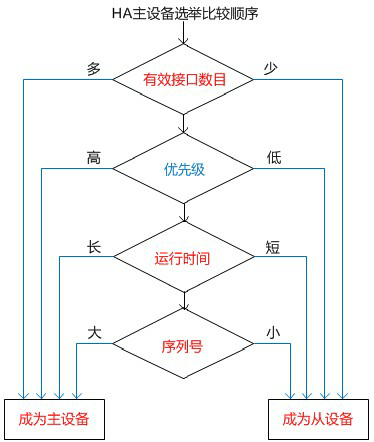 HA主设备选举比较顺序
多
有效接口数目
少
高
优先级
低
长
运行时间
短
大
序列号
小
成为主设备
成为从设备